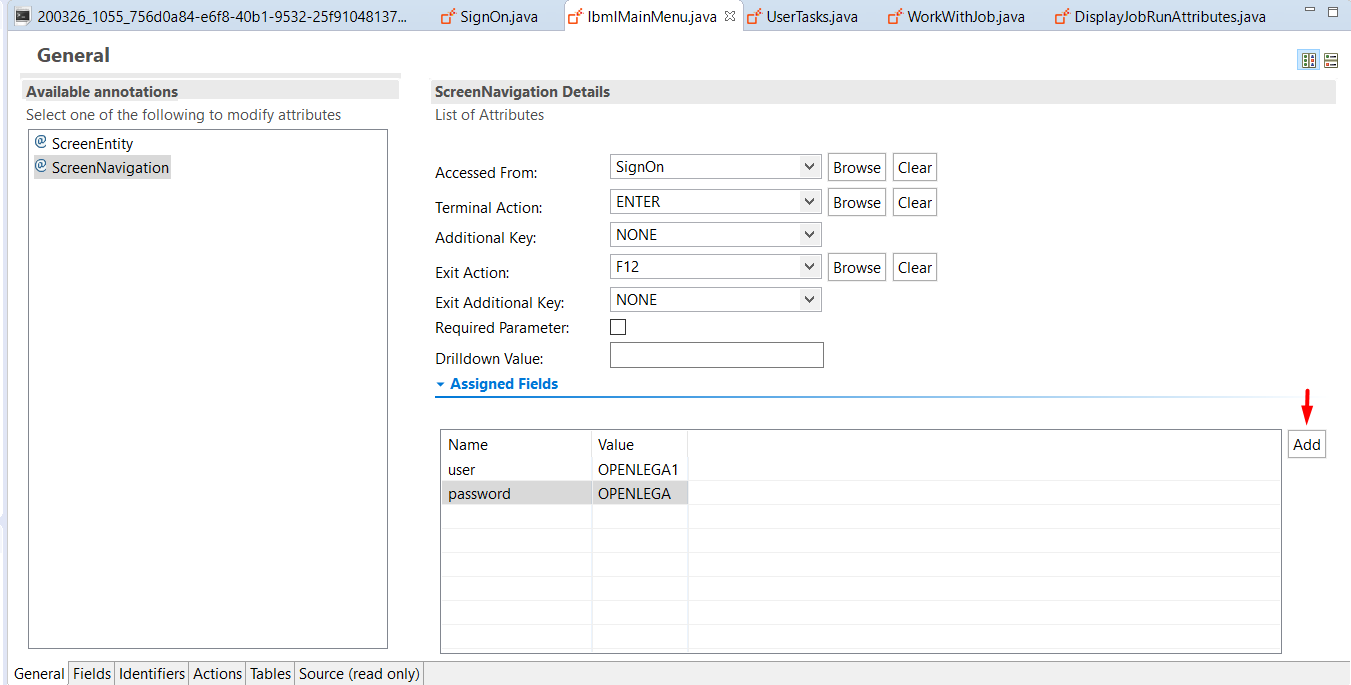 200326_1055_756d0a84-e6f8-40b1-9532-25f91048137... SignOn.java IbmIMainMenu.java UserTasks.java WorkWithJob.java DisplayJobRunAttributes.java
General
Available annotations
Select one of the following to modify attributes
ScreenEntity
ScreenNavigation
ScreenNavigation Details
List of Attributes
Accessed From: SignOn Browse Clear
Terminal Action: ENTER Browse Clear
Additional Key: NONE
Exit Action: F12 Browse Clear
Exit Additional Key: NONE
Required Parameter:
Drilldown Value:
Assigned Fields
Name Value Add
user OPENLEGA1
password OPENLEGA
General Fields Identifiers Actions Tables Source (read only)